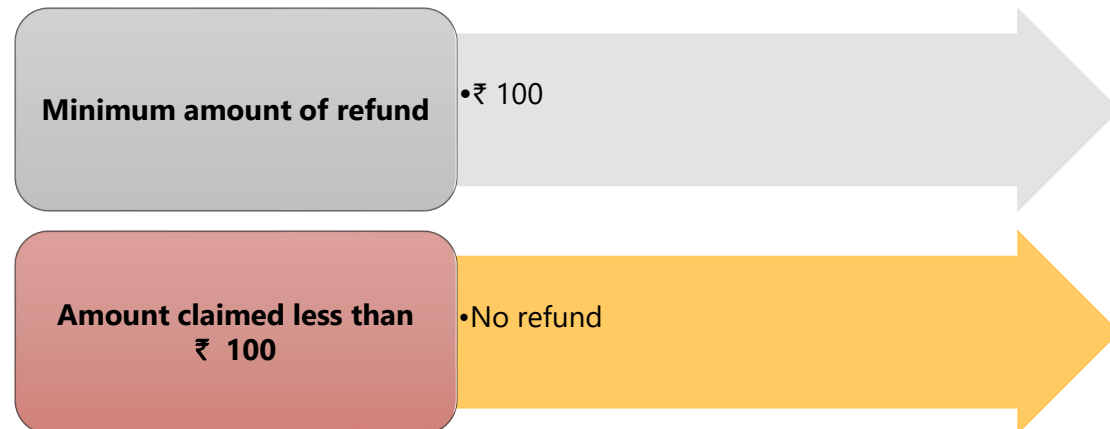 Minimum amount of refund
•₹ 100
Amount claimed less than
₹ 100
•No refund